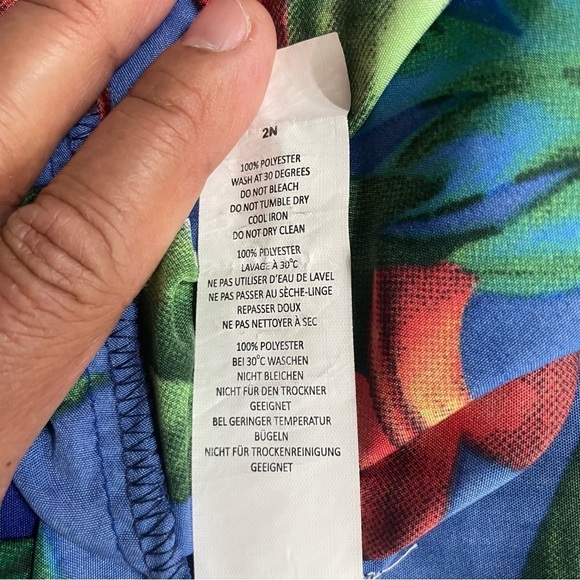 2N
100% POLYESTER
WASH AT 30 DEGREES
DO NOT BLEACH
DO NOT TUMBLE DRY
COOL IRON
DO NOT DRY CLEAN
100% POLYESTER
LAVAGE À 30°C
NE PAS UTILISER D'EAU DE LAVEL
NE PAS PASSER AU SÈCHE-LINGE
REPASSER DOUX
NE PAS NETTOYER À SEC
100% POLYESTER
BEI 30°C WASCHEN
NICHT BLEICHEN
NICHT FÜR DEN TROCKNER
GEEIGNET
BEL GERINGER TEMPERATUR
BÜGELN
NICHT FÜR TROCKENREINIGUNG
GEEIGNET